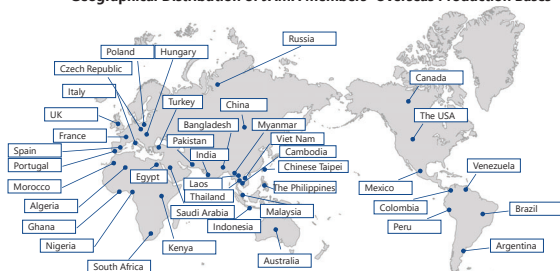 Geographical Distribution of JAMA Members' Overseas Production Bases
Russia
Poland
Hungary
Czech Republic
Canada
Italy
Turkey
China
UK
The USA
Bangladesh
Myanmar
France
Pakistan
Viet Nam
Spain
India
Cambodia
Portugal
Chinese Taipei
Venezuela
Morocco
Egypt
Laos
The Philippines
Mexico
Algeria
Thailand
Colombia
Brazil
Ghana
Saudi Arabia
Malaysia
Peru
Nigeria
Kenya
Indonesia
Argentina
South Africa
Australia